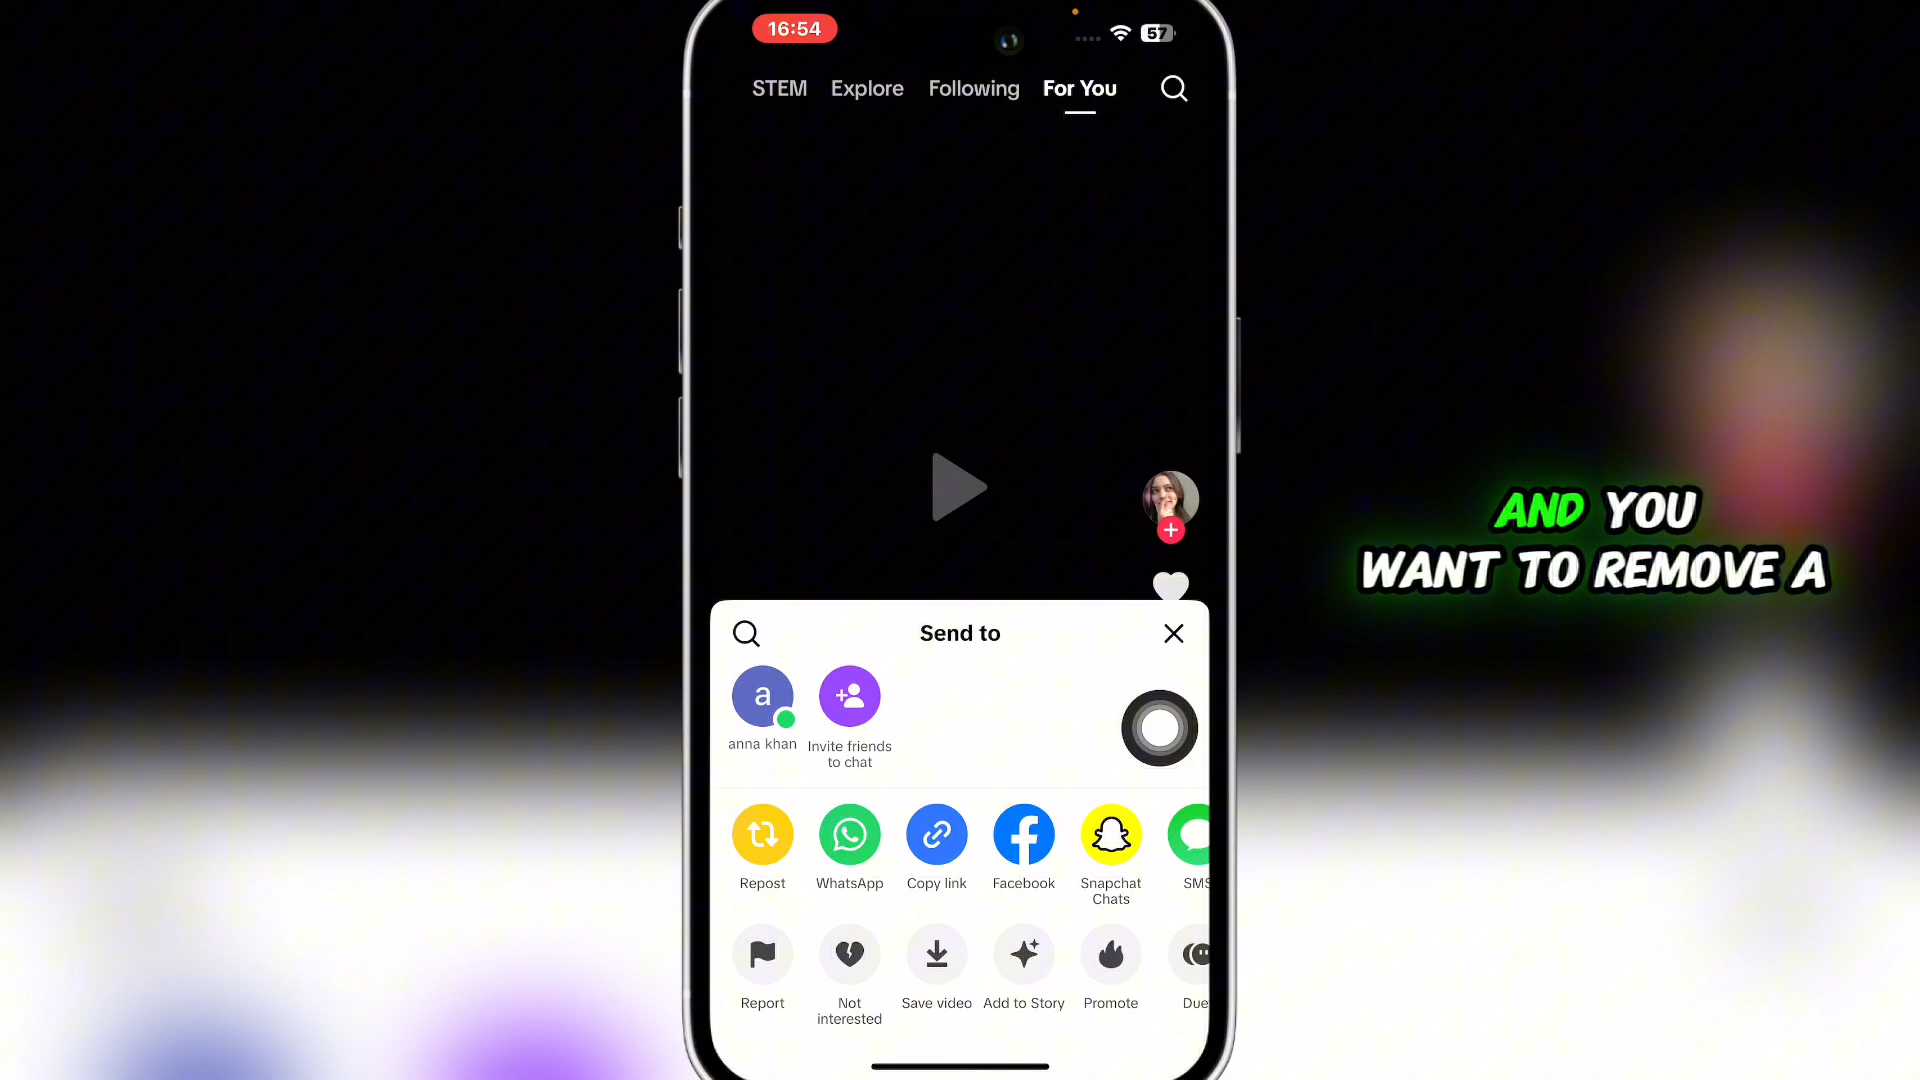 16:54
57
STEM Explore Following For You
AND YOU
WANT TO REMOVE A
Send to
a
anna khan
Invite friends
to chat
Repost WhatsApp Copy link Facebook Snapchat
Chats SMS
Report Not
interested Save video Add to Story Promote Due